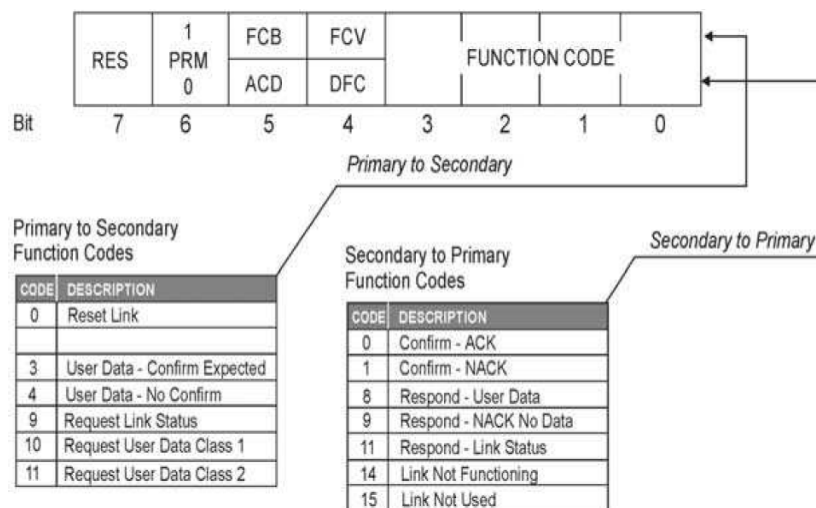 1 FCB FCV
RES PRM FUNCTION CODE
0 ACD DFC
Bit 7 6 5 4 3 2 1 0
Primary to Secondary
Primary to Secondary
Function Codes
CODE DESCRIPTION
0 Reset Link
3 User Data - Confirm Expected
4 User Data - No Confirm
9 Request Link Status
10 Request User Data Class 1
11 Request User Data Class 2
Secondary to Primary
Secondary to Primary
Function Codes
CODE DESCRIPTION
0 Confirm - ACK
1 Confirm - NACK
8 Respond - User Data
9 Respond - NACK No Data
11 Respond - Link Status
14 Link Not Functioning
15 Link Not Used